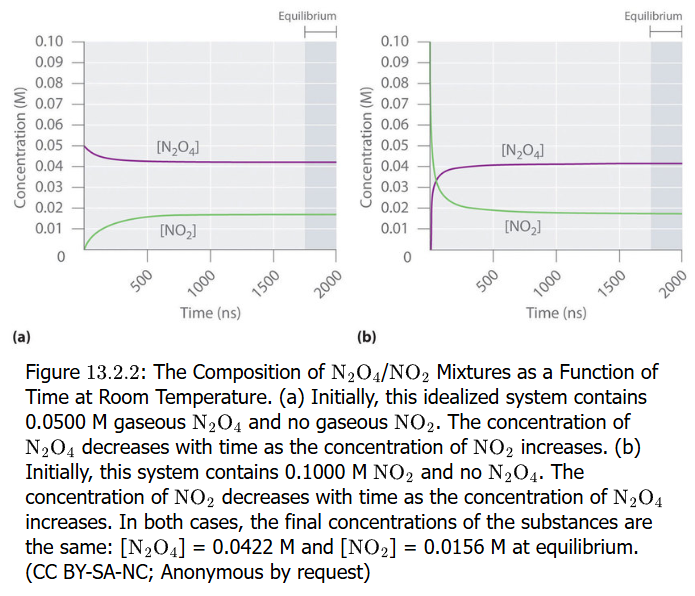 Equilibrium
0.10
0.09
0.08
0.07
0.06
0.05
0.04
0.03
0.02
0.01
0
Concentration (M)
[N₂O₄]
[NO₂]
500
1000
1500
2000
Time (ns)
(a)
Equilibrium
0.10
0.09
0.08
0.07
0.06
0.05
0.04
0.03
0.02
0.01
0
Concentration (M)
[N₂O₄]
[NO₂]
500
1000
1500
2000
Time (ns)
(b)
Figure 13.2.2: The Composition of N₂O₄/NO₂ Mixtures as a Function of
Time at Room Temperature. (a) Initially, this idealized system contains
0.0500 M gaseous N₂O₄ and no gaseous NO₂. The concentration of
N₂O₄ decreases with time as the concentration of NO₂ increases. (b)
Initially, this system contains 0.1000 M NO₂ and no N₂O₄. The
concentration of NO₂ decreases with time as the concentration of N₂O₄
increases. In both cases, the final concentrations of the substances are
the same: [N₂O₄] = 0.0422 M and [NO₂] = 0.0156 M at equilibrium.
(CC BY-SA-NC; Anonymous by request)